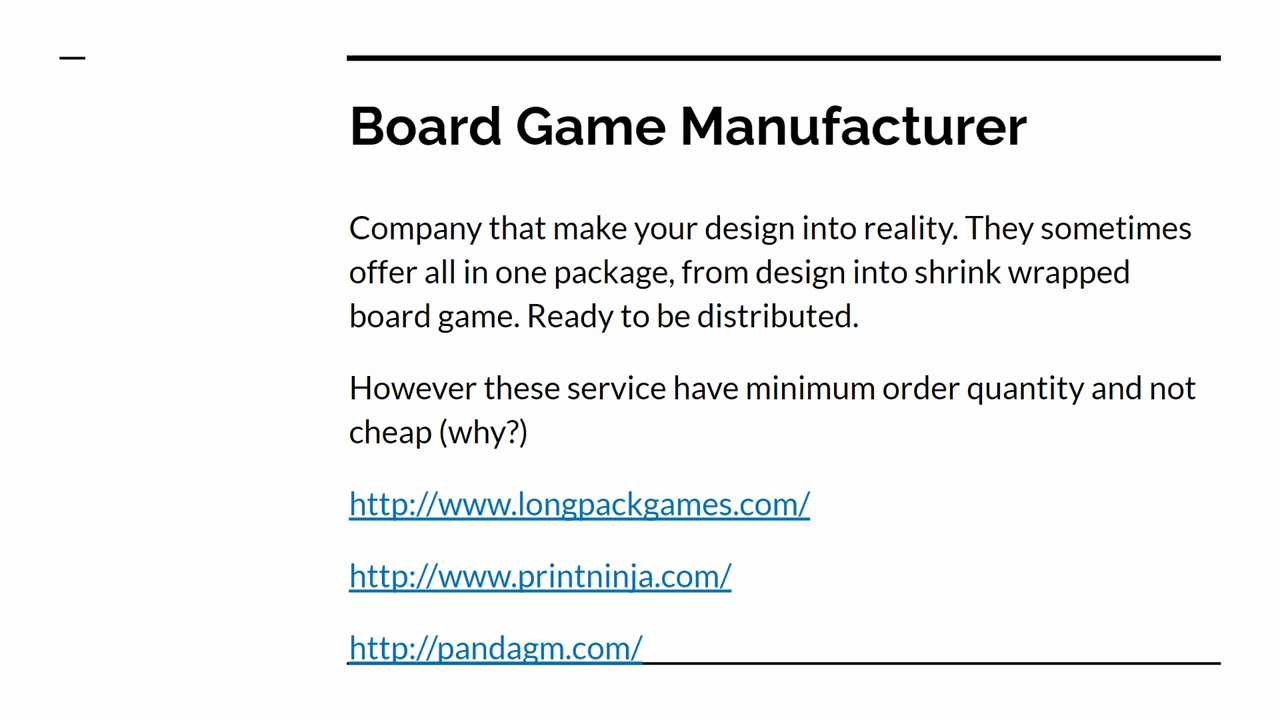 Board Game Manufacturer
Company that make your design into reality. They sometimes
offer all in one package, from design into shrink wrapped
board game. Ready to be distributed.
However these service have minimum order quantity and not
cheap (why?)
http://www.longpackgames.com/
http://www.printninja.com/
http://pandagm.com/